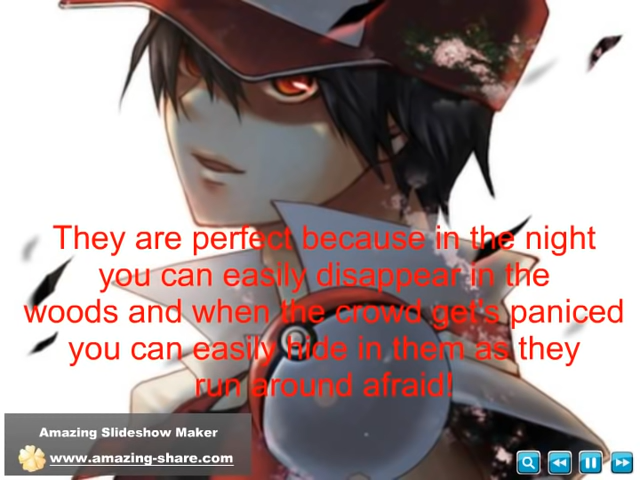 They are perfect because in the night
you can easily disappear in the
woods and when the crowd get's paniced
you can easily hide in them as they
run around afraid!
Amazing Slideshow Maker
www.amazing-share.com